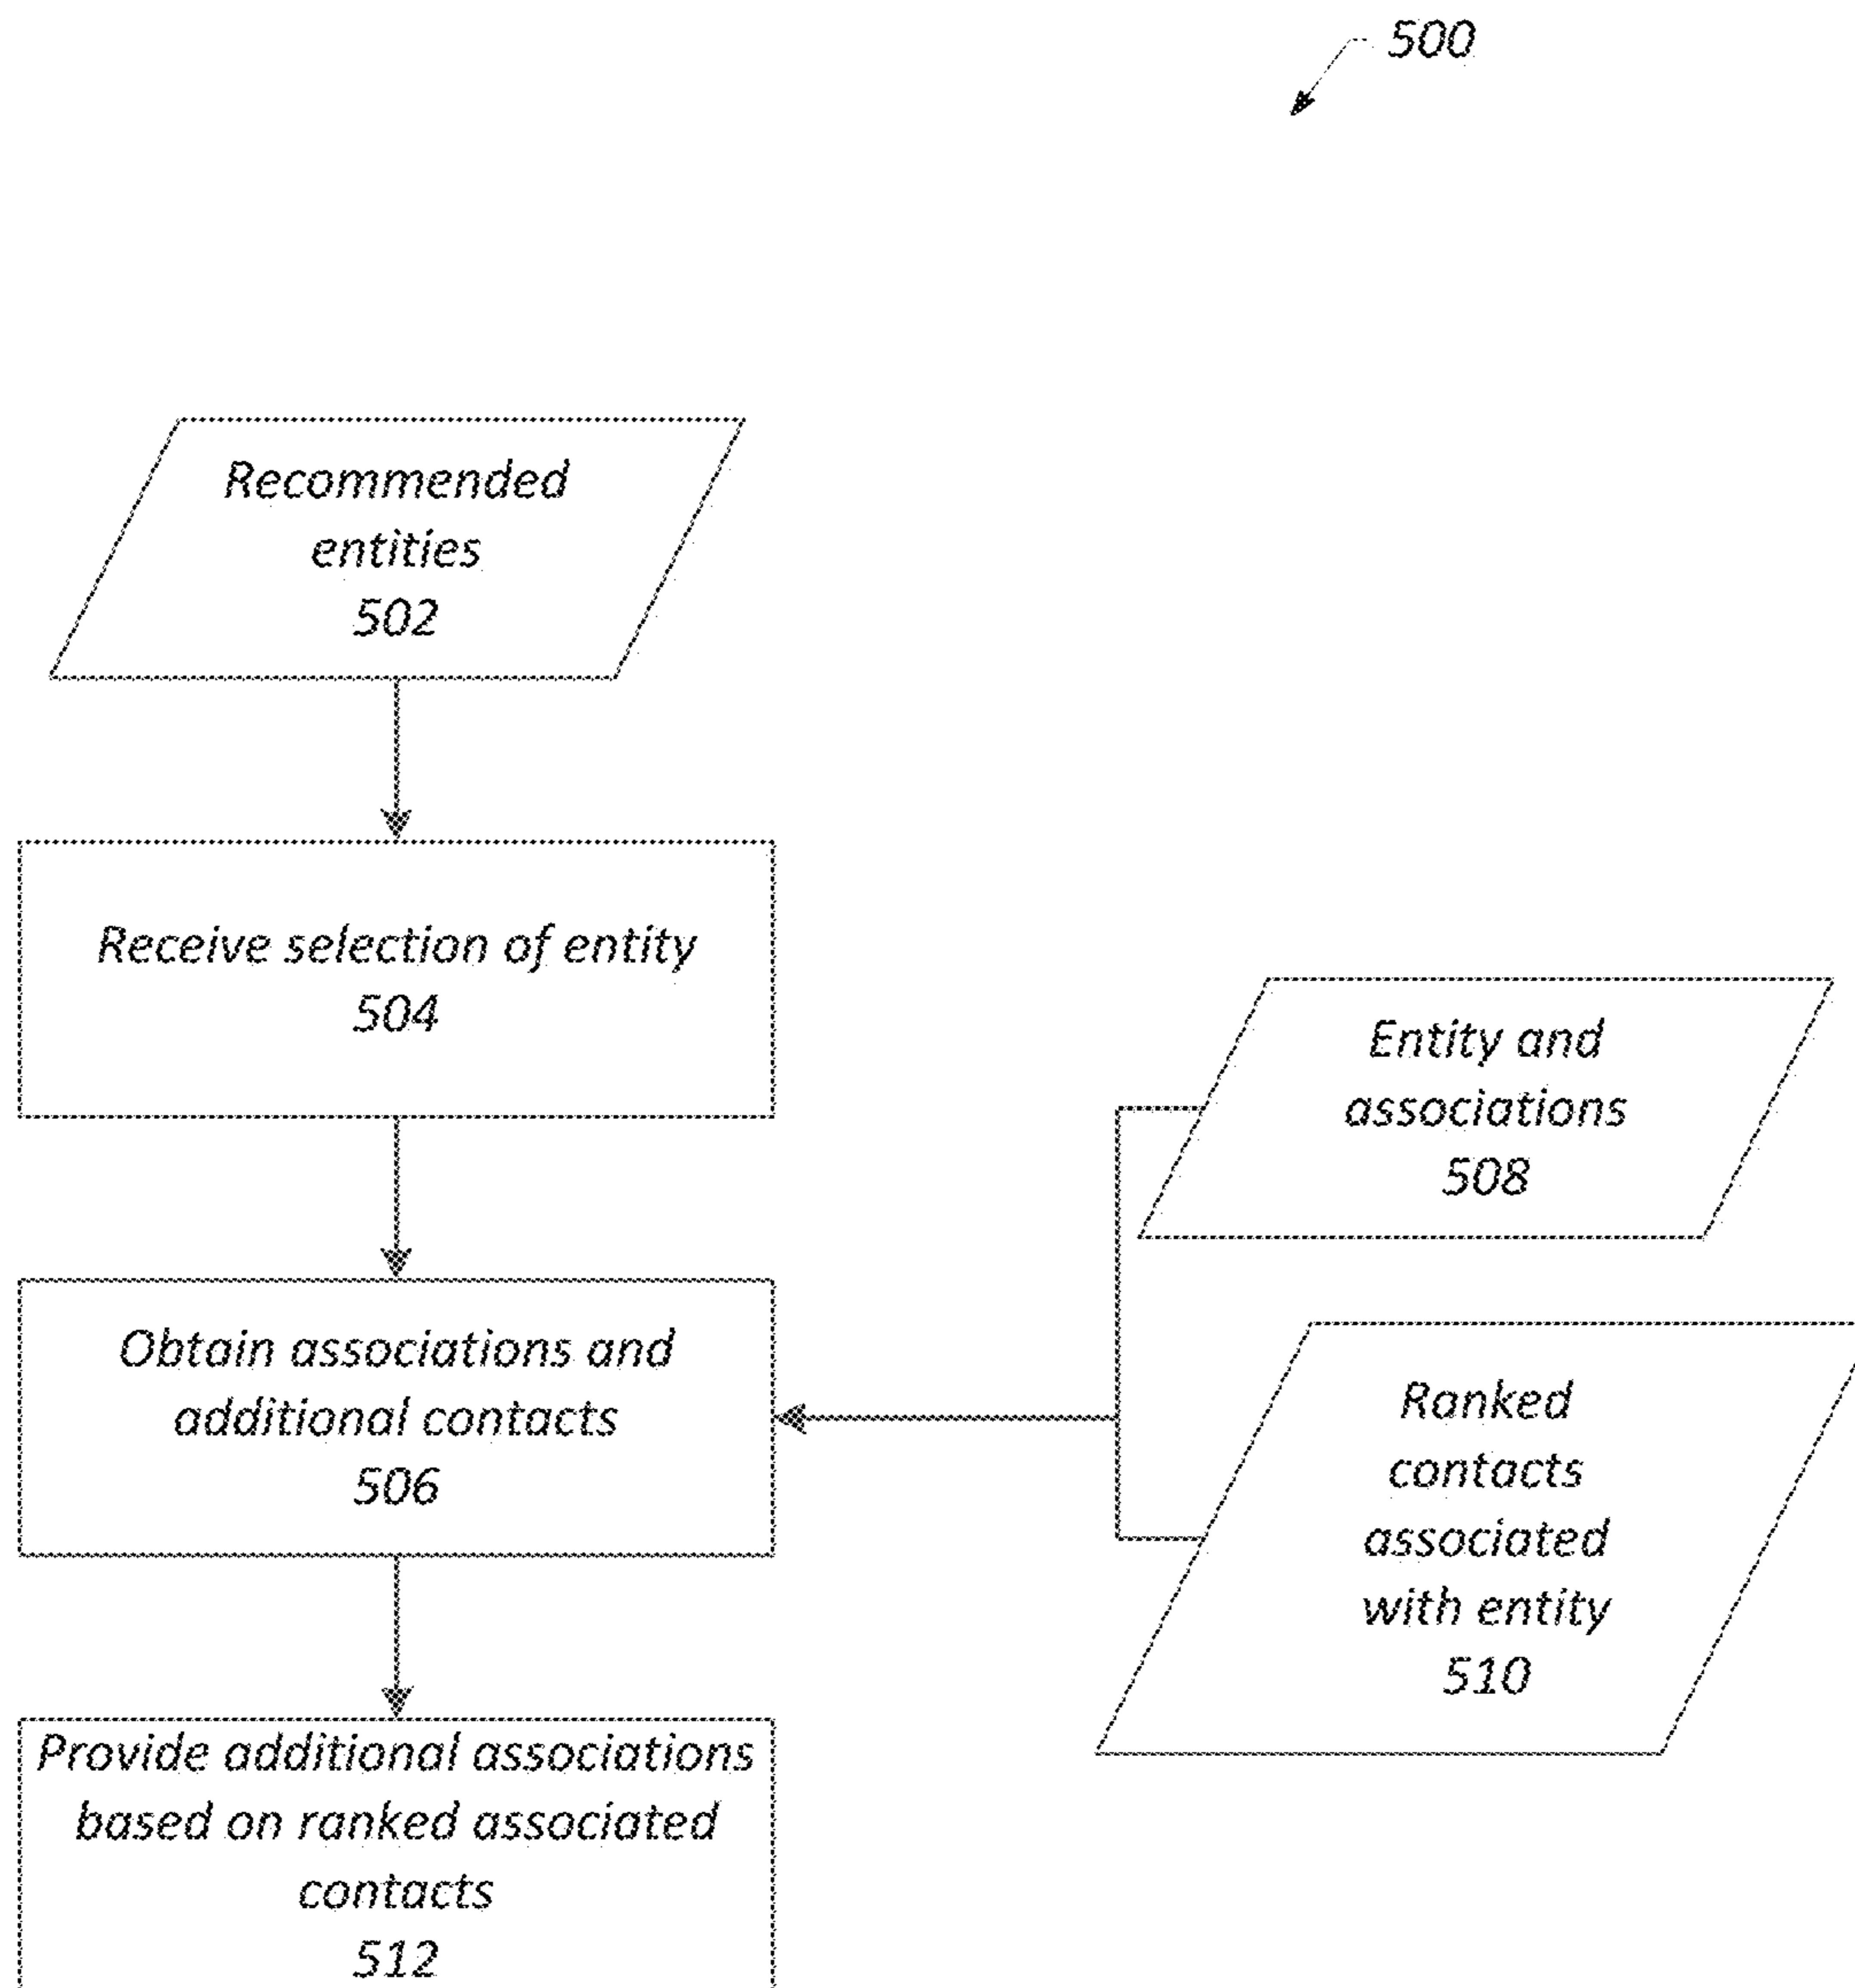 500
Recommended
entities
502
Receive selection of entity
504
Entity and
associations
508
Obtain associations and
additional contacts
506
Ranked
contacts
associated
with entity
510
Provide additional associations
based on ranked associated
contacts
512